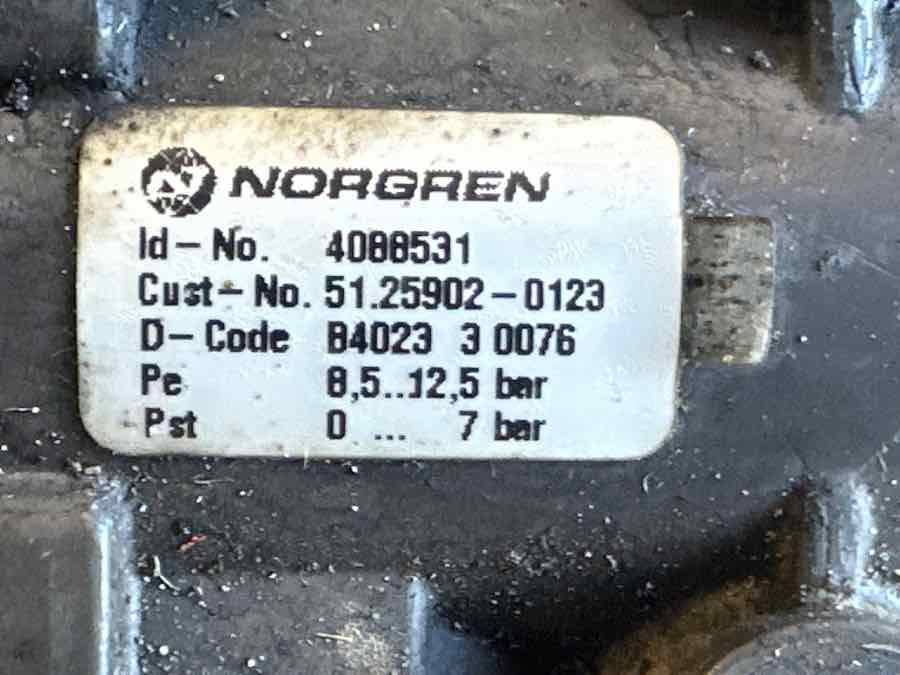 NORGREN
Id-No. 4088531
Cust-No. 51.25902-0123
D-Code B4023 3 0076
Pe 8,5..12,5 bar
Pst 0 ... 7 bar